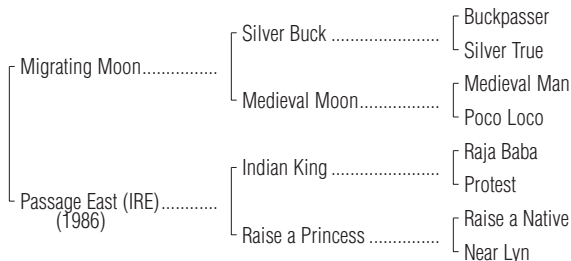 Buckpasser
Silver Buck ....................
Silver True
Migrating Moon...............
Medieval Man
Medieval Moon...............
Poco Loco
Raja Baba
Indian King ....................
Protest
Passage East (IRE)...........
(1986)
Raise a Native
Raise a Princess .............
Near Lyn